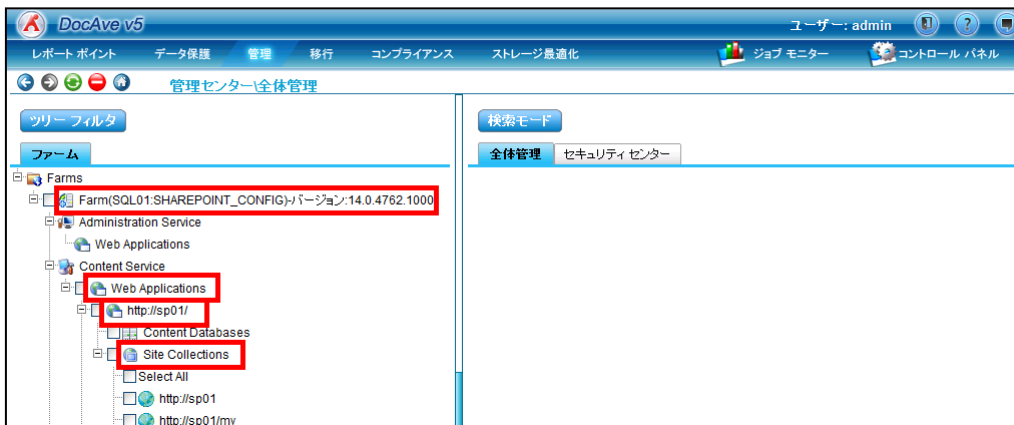 DocAve v5
ユーザー: admin
レポート ポイント データ保護 管理 移行 コンプライアンス ストレージ最適化 ジョブ モニター コントロール パネル
管理センター\全体管理
ツリー フィルタ
検索モード
ファーム
全体管理 セキュリティ センター
Farms
Farm(SQL01:SHAREPOINT_CONFIG)-バージョン:14.0.4762.1000
Administration Service
Web Applications
Content Service
Web Applications
http://sp01/
Content Databases
Site Collections
Select All
http://sp01
http://sp01/my